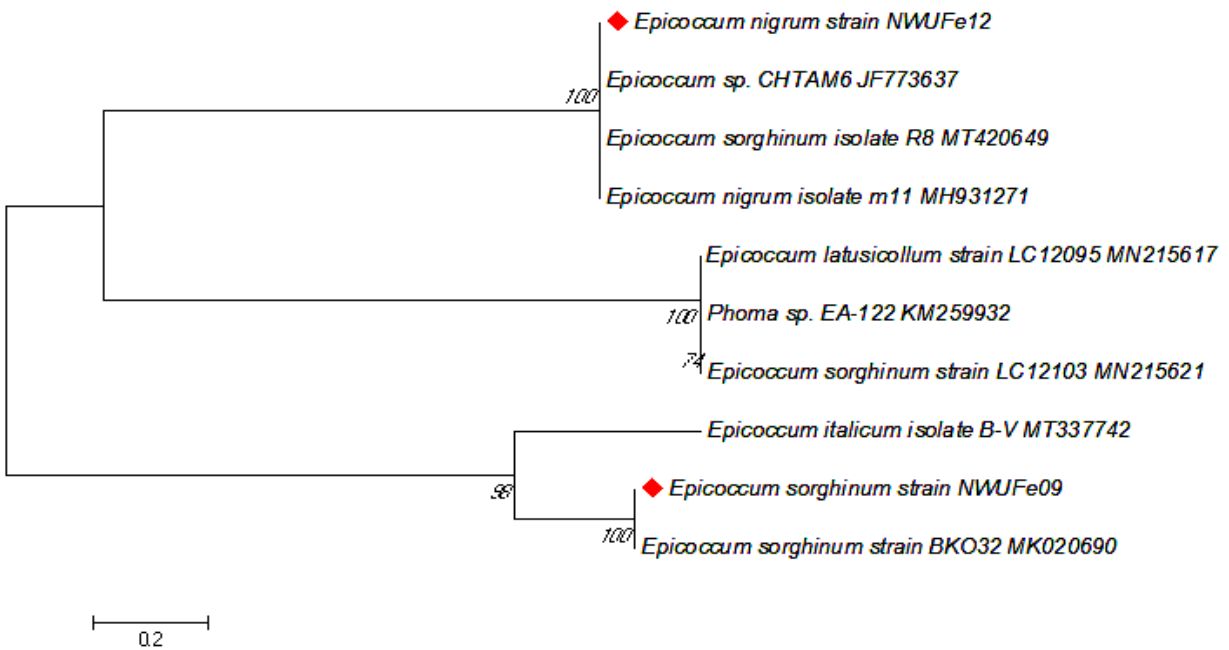 Epicoccum nigrum strain NWUFe12
Epicoccum sp. CHTAM6 JF773637
100
Epicoccum sorghinum isolate R8 MT420649
Epicoccum nigrum isolate m11 MH931271
Epicoccum latusicollum strain LC12095 MN215617
Phoma sp. EA-122 KM259932
100
74
Epicoccum sorghinum strain LC12103 MN215621
Epicoccum italicum isolate B-V MT337742
Epicoccum sorghinum strain NWUFe09
100
Epicoccum sorghinum strain BKO32 MK020690
0.2